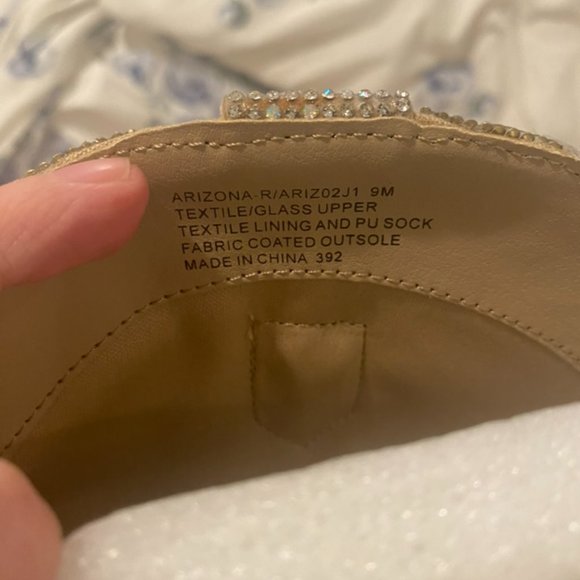 ARIZONA-R/ARIZ02J1 9M
TEXTILE/GLASS UPPER
TEXTILE LINING AND PU SOCK
FABRIC COATED OUTSOLE
MADE IN CHINA 392